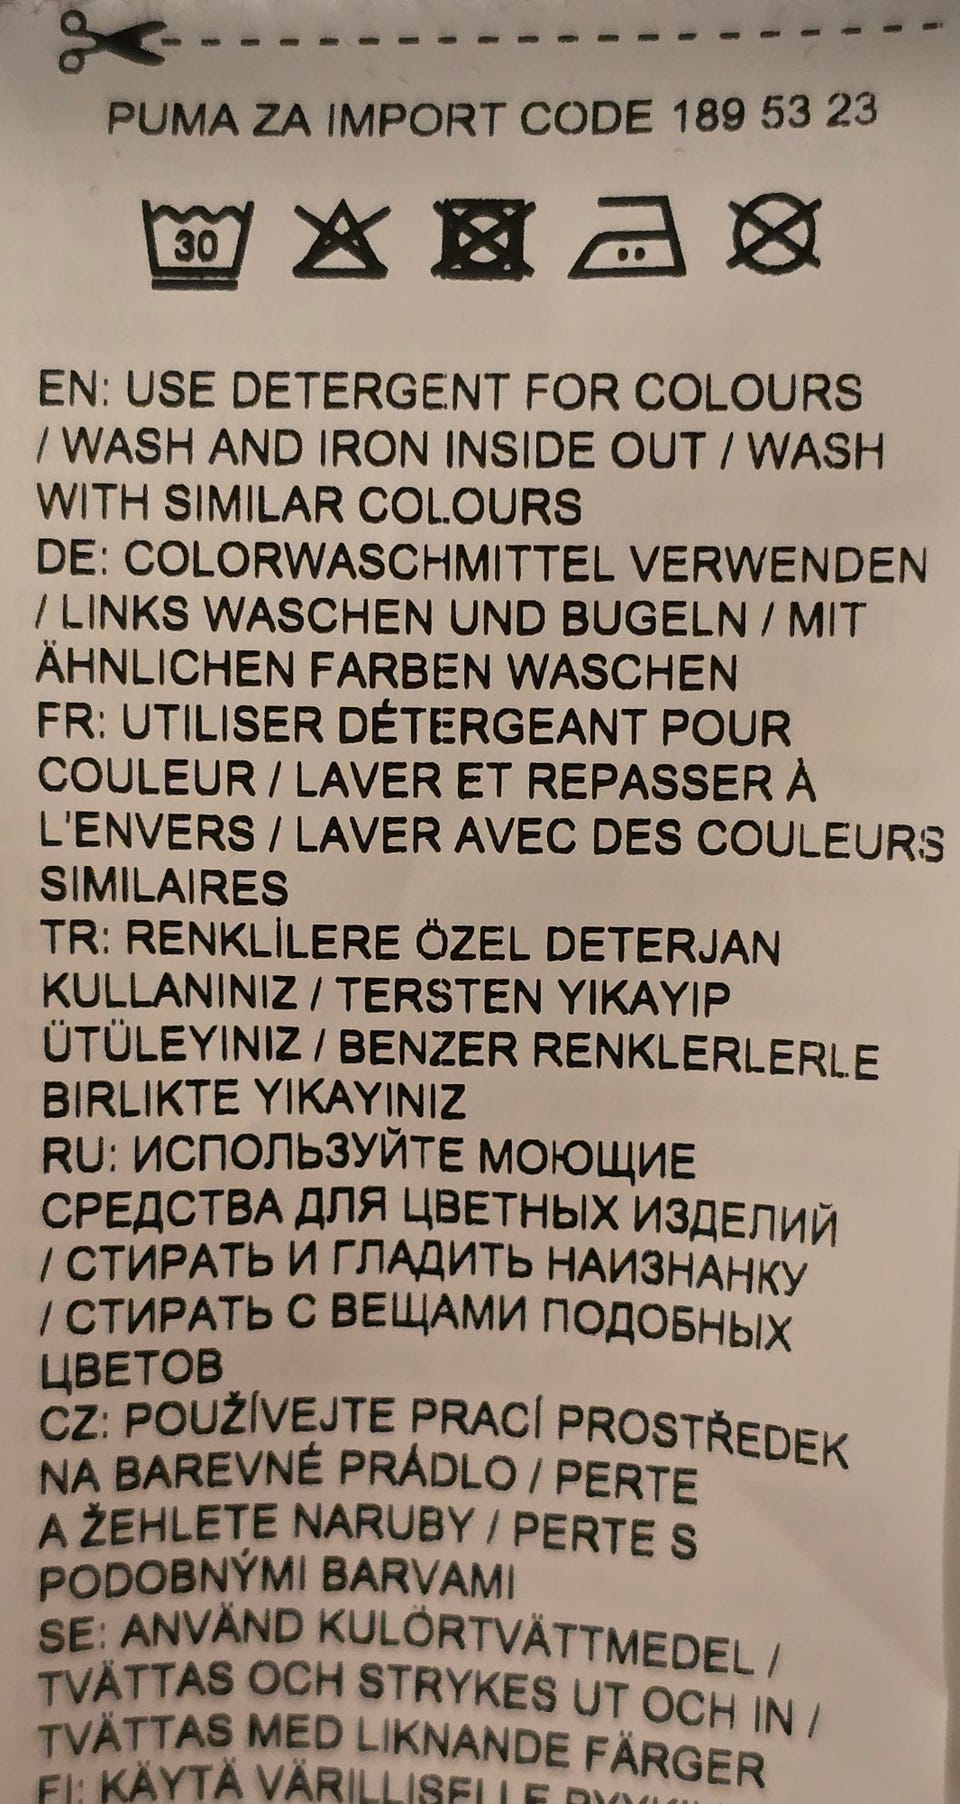 PUMA ZA IMPORT CODE 189 53 23
30
EN: USE DETERGENT FOR COLOURS
/ WASH AND IRON INSIDE OUT / WASH
WITH SIMILAR COLOURS
DE: COLORWASCHMITTEL VERWENDEN
/ LINKS WASCHEN UND BUGELN / MIT
ÄHNLICHEN FARBEN WASCHEN
FR: UTILISER DÉTERGEANT POUR
COULEUR / LAVER ET REPASSER À
L'ENVERS / LAVER AVEC DES COULEURS
SIMILAIRES
TR: RENKLİLERE ÖZEL DETERJAN
KULLANINIZ / TERSTEN YIKAYIP
ÜTÜLEYINIZ / BENZER RENKLERLERLE
BIRLIKTE YIKAYINIZ
RU: ИСПОЛЬЗУЙТЕ МОЮЩИЕ
СРЕДСТВА ДЛЯ ЦВЕТНЫХ ИЗДЕЛИЙ
/ СТИРАТЬ И ГЛАДИТЬ НАИЗНАНКУ
/ СТИРАТЬ С ВЕЩАМИ ПОДОБНЫХ
ЦВЕТОВ
CZ: POUŽÍVEJTE PRACÍ PROSTŘEDEK
NA BAREVNÉ PRÁDLO / PERTE
A ŽEHLETE NARUBY / PERTE S
PODOBNÝMI BARVAMI
SE: ANVÄND KULÖRTVÄTTMEDEL /
TVÄTTAS OCH STRYKES UT OCH IN /
TVÄTTAS MED LIKNANDE FÄRGER
FI: KÄYTÄ VÄRILLISELLE